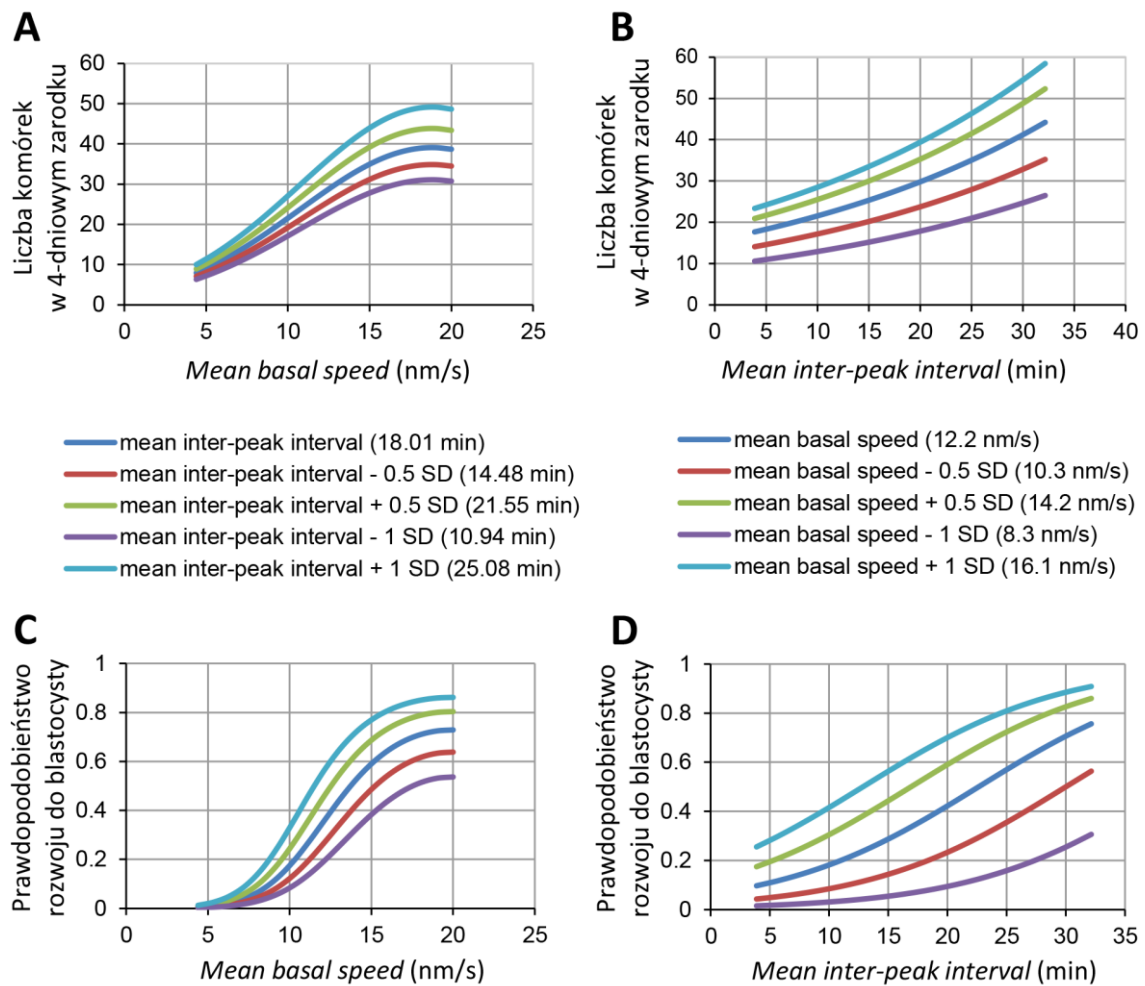 A
Liczba komórek
w 4-dniowym zarodku
60
50
40
30
20
10
0
0 5 10 15 20 25
Mean basal speed (nm/s)
B
Liczba komórek
w 4-dniowym zarodku
60
50
40
30
20
10
0
0 5 10 15 20 25 30 35 40
Mean inter-peak interval (min)
mean inter-peak interval (18.01 min)
mean inter-peak interval - 0.5 SD (14.48 min)
mean inter-peak interval + 0.5 SD (21.55 min)
mean inter-peak interval - 1 SD (10.94 min)
mean inter-peak interval + 1 SD (25.08 min)
mean basal speed (12.2 nm/s)
mean basal speed - 0.5 SD (10.3 nm/s)
mean basal speed + 0.5 SD (14.2 nm/s)
mean basal speed - 1 SD (8.3 nm/s)
mean basal speed + 1 SD (16.1 nm/s)
C
Prawdopodobieństwo
rozwoju do blastocysty
1
0.8
0.6
0.4
0.2
0
0 5 10 15 20 25
Mean basal speed (nm/s)
D
Prawdopodobieństwo
rozwoju do blastocysty
1
0.8
0.6
0.4
0.2
0
0 5 10 15 20 25 30 35
Mean inter-peak interval (min)